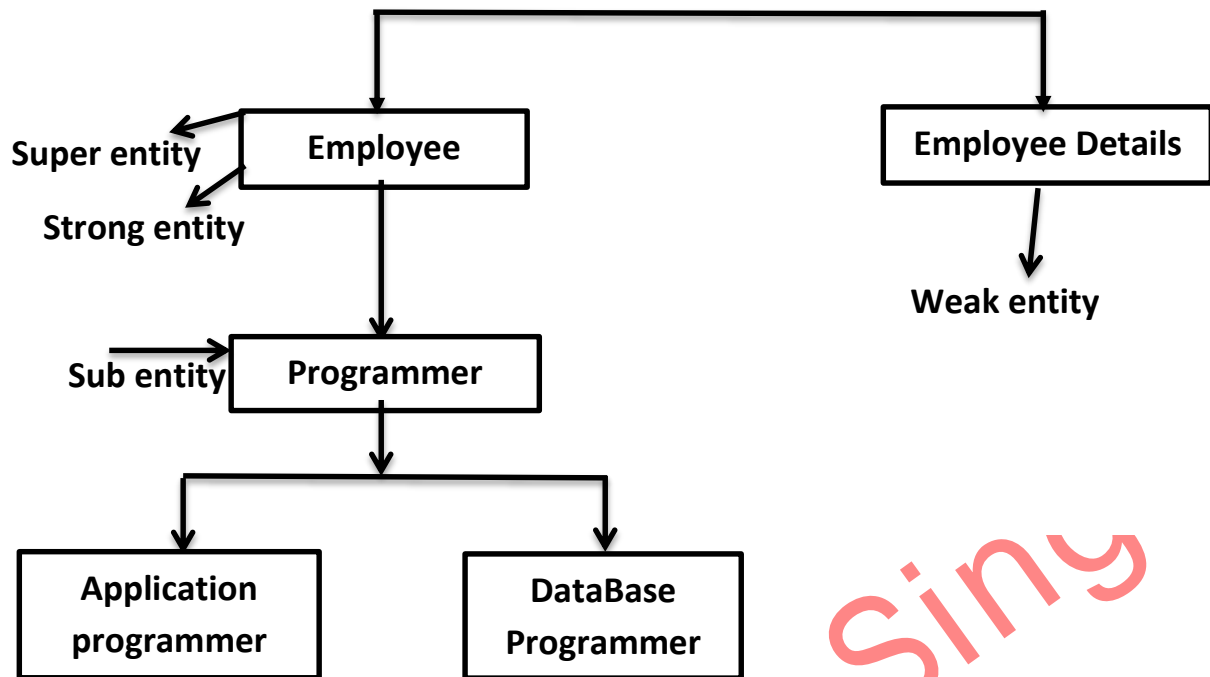 Employee
Employee Details
Super entity
Strong entity
Weak entity
Sub entity
Programmer
Application
programmer
DataBase
Programmer
Sing